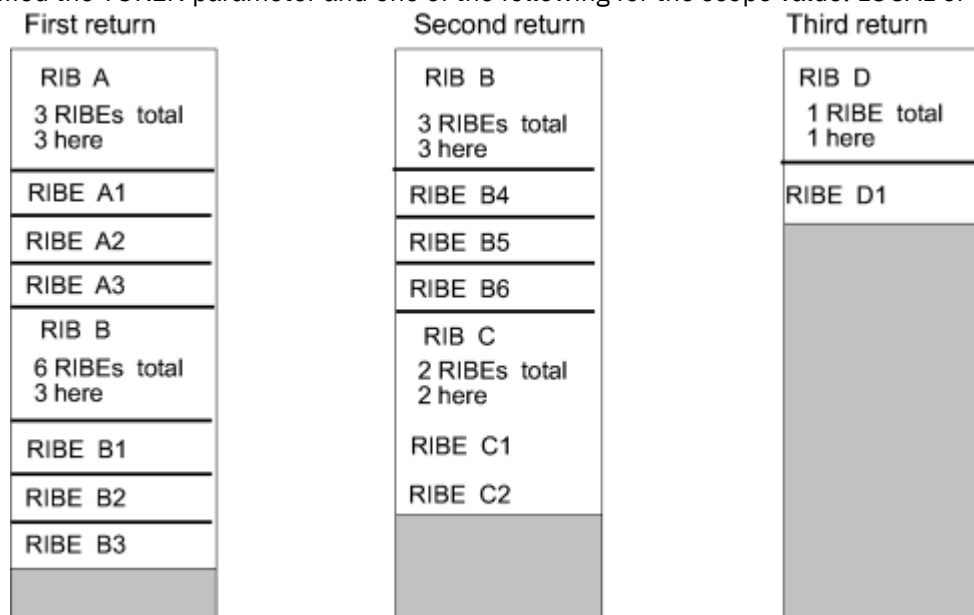 First return
RIB A
3 RIBEs total
3 here
RIBE A1
RIBE A2
RIBE A3
RIB B
6 RIBEs total
3 here
RIBE B1
RIBE B2
RIBE B3
Second return
RIB B
3 RIBEs total
3 here
RIBE B4
RIBE B5
RIBE B6
RIB C
2 RIBEs total
2 here
RIBE C1
RIBE C2
Third return
RIB D
1 RIBE total
1 here
RIBE D1